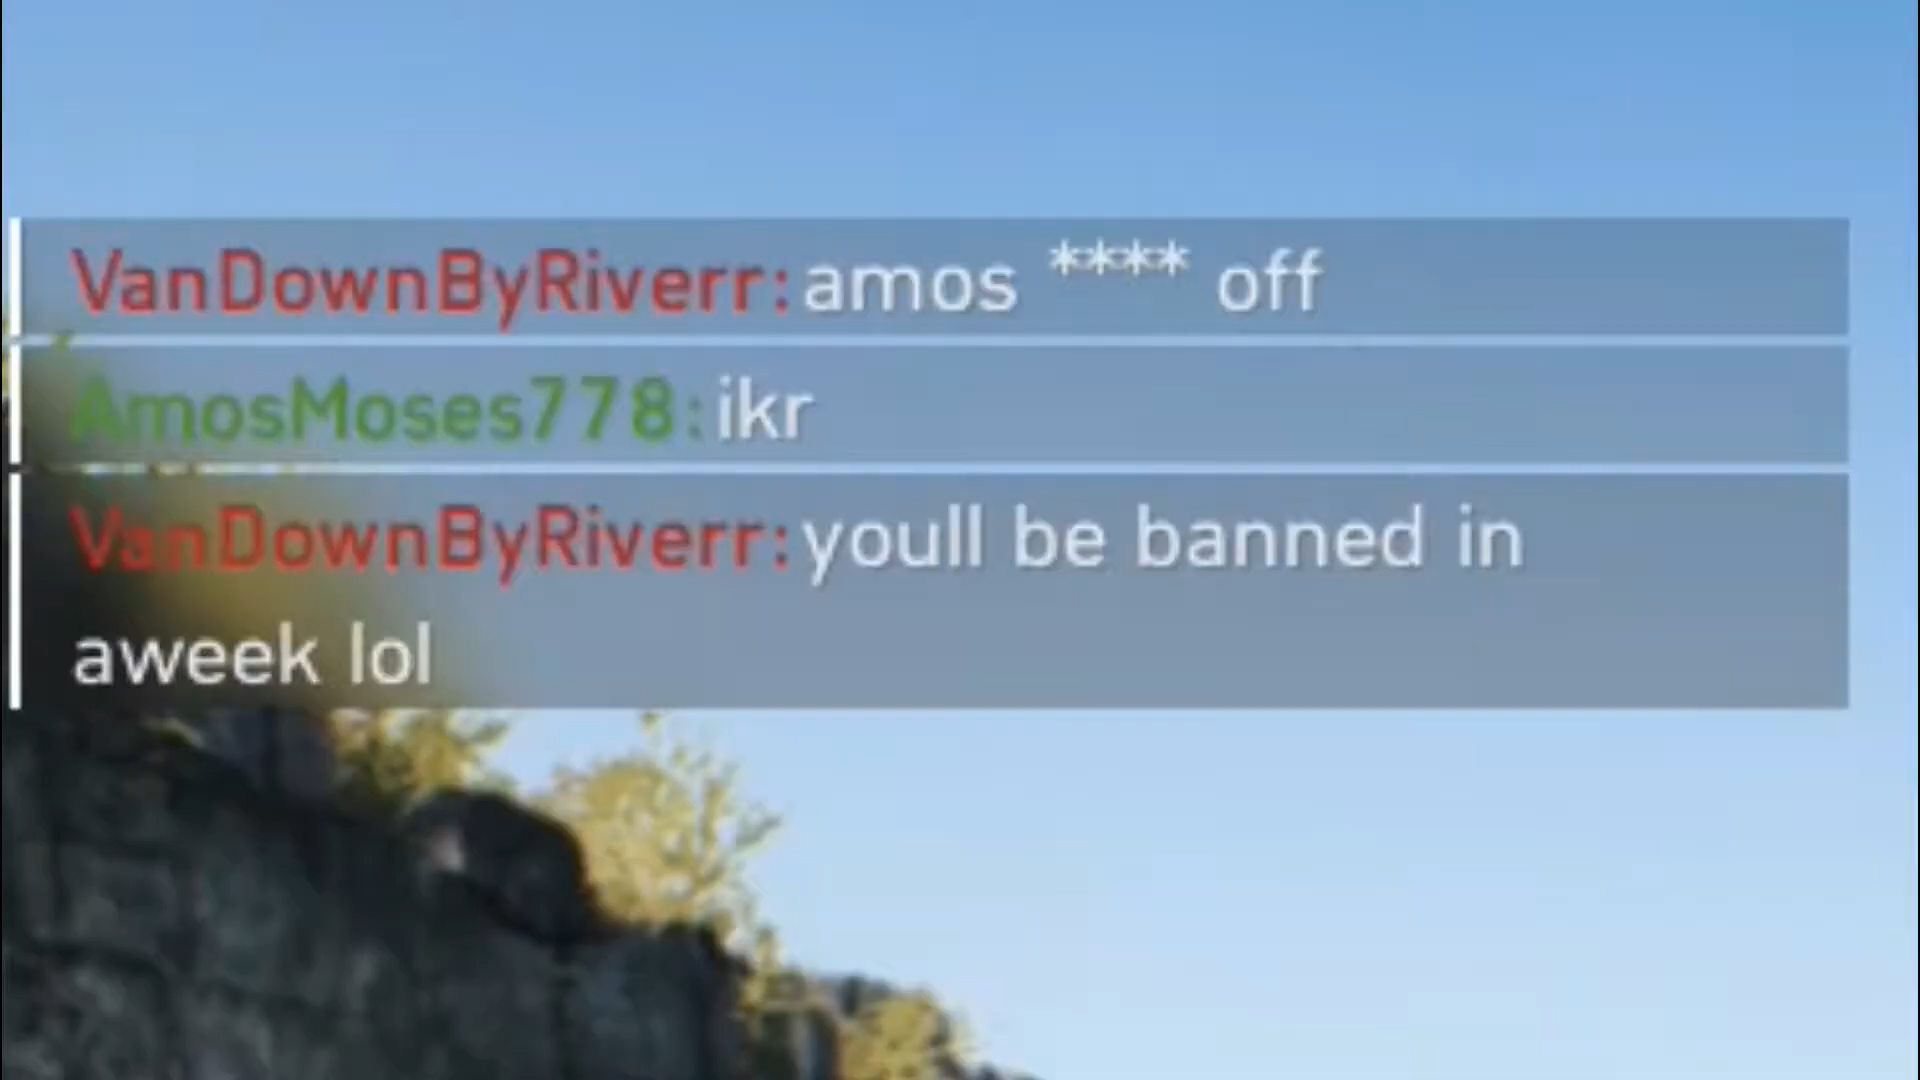 VanDownByRiverr: amos **** off
AmosMoses778: ikr
VanDownByRiverr: youll be banned in
aweek lol